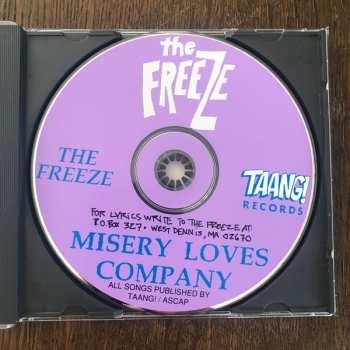 the
FREEZE
THE
FREEZE
TAANG!
RECORDS
FOR LYRICS WRITE TO THE FREEZE AT:
P.O. BOX 327 • WEST DENNIS, MA 02670
MISERY LOVES
COMPANY
ALL SONGS PUBLISHED BY
TAANG! / ASCAP